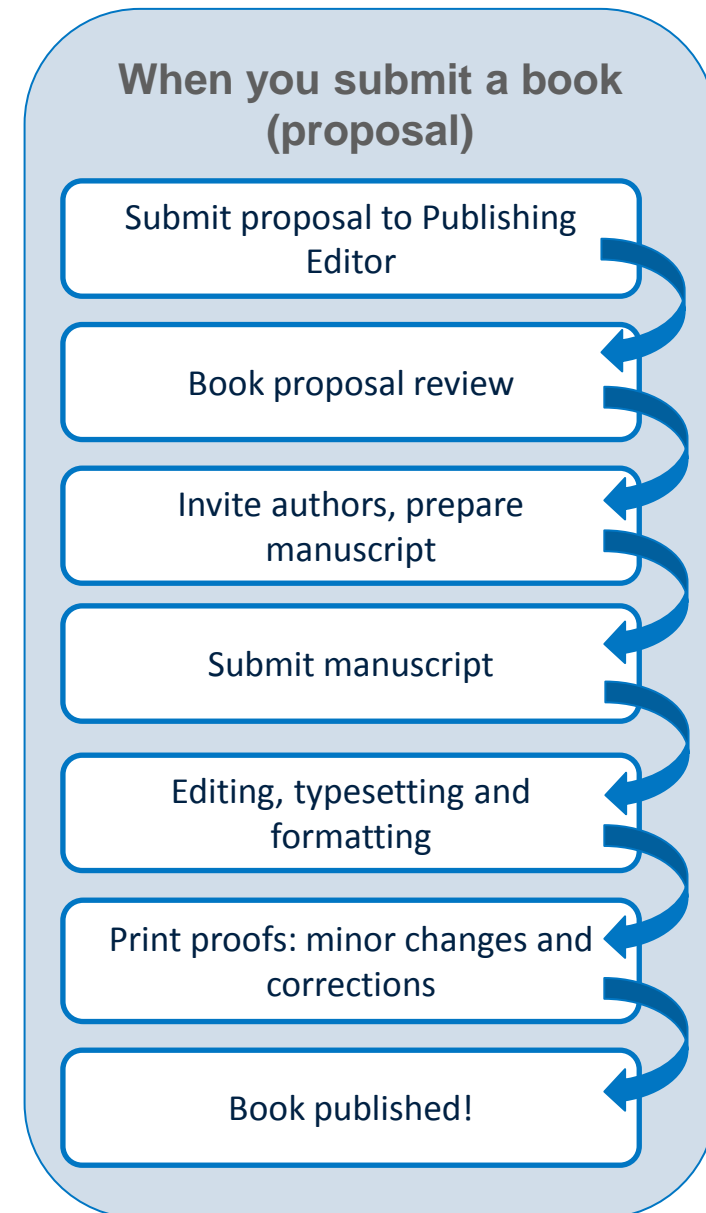 When you submit a book
(proposal)
Submit proposal to Publishing
Editor
Book proposal review
Invite authors, prepare
manuscript
Submit manuscript
Editing, typesetting and
formatting
Print proofs: minor changes and
corrections
Book published!